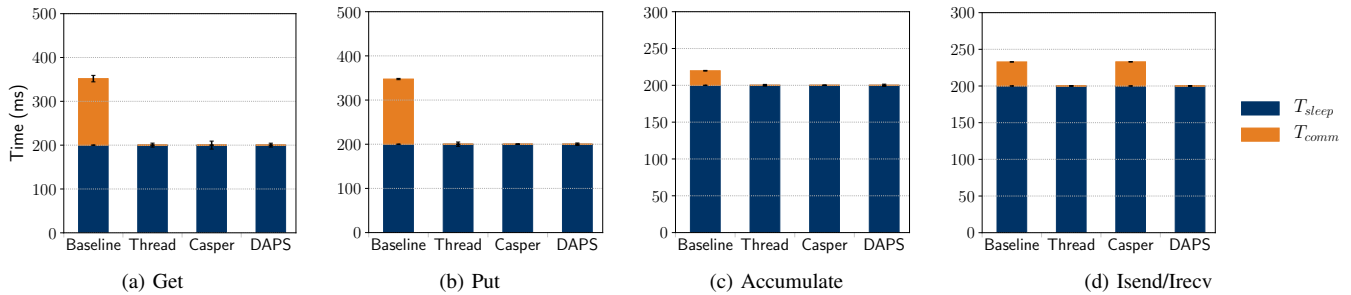 Time (ms)
500
400
300
200
100
0
Baseline Thread Casper DAPS
(a) Get
500
400
300
200
100
0
Baseline Thread Casper DAPS
(b) Put
300
250
200
150
100
50
0
Baseline Thread Casper DAPS
(c) Accumulate
300
250
200
150
100
50
0
Baseline Thread Casper DAPS
(d) Isend/Irecv
T_sleep
T_comm